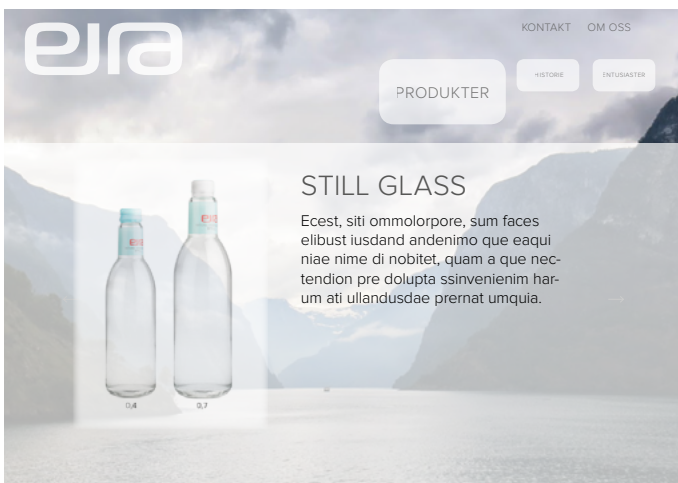 eira
KONTAKT OM OSS
PRODUKTER
HISTORIE
ENTUSIASTER
STILL GLASS
Ecest, siti ommolorpore, sum faces
elibust iusdand andenimo que eaqui
niae nime di nobitet, quam a que nec-
tendion pre dolupta ssinvenienim har-
um ati ullandusdae prernat umquia.
eira
eira
0,4
0,7